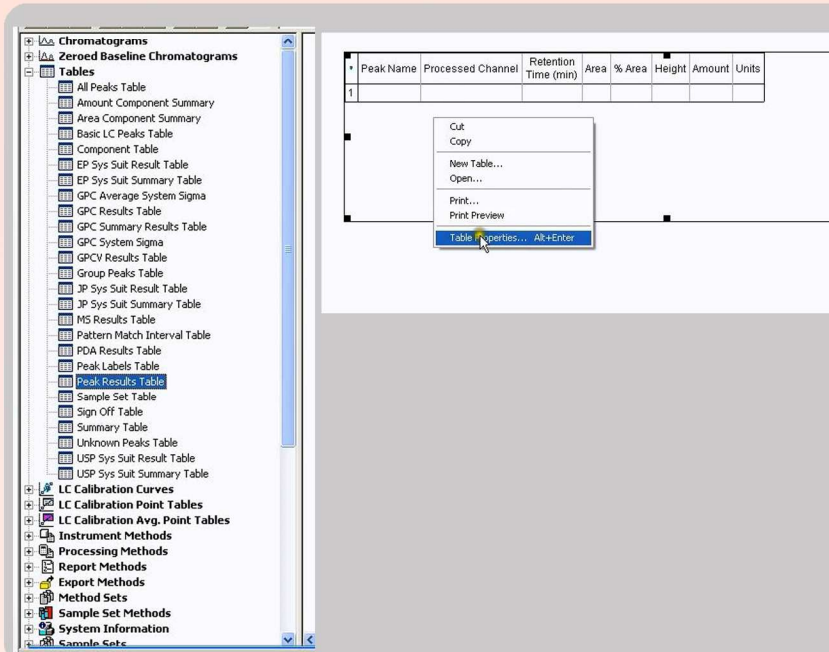 Chromatograms
Zeroed Baseline Chromatograms
Tables
All Peaks Table
Amount Component Summary
Area Component Summary
Basic LC Peaks Table
Component Table
EP Sys Suit Result Table
EP Sys Suit Summary Table
GPC Average System Sigma
GPC Results Table
GPC Summary Results Table
GPC System Sigma
GPCV Results Table
Group Peaks Table
JP Sys Suit Result Table
JP Sys Suit Summary Table
MS Results Table
Pattern Match Interval Table
PDA Results Table
Peak Labels Table
Peak Results Table
Sample Set Table
Sign Off Table
Summary Table
Unknown Peaks Table
USP Sys Suit Result Table
USP Sys Suit Summary Table
LC Calibration Curves
LC Calibration Point Tables
LC Calibration Avg. Point Tables
Instrument Methods
Processing Methods
Report Methods
Export Methods
Method Sets
Sample Set Methods
System Information
Sample Sets
Peak Name Processed Channel Retention Time (min) Area % Area Height Amount Units
1
Cut
Copy
New Table...
Open...
Print...
Print Preview
Table Properties... Alt+Enter